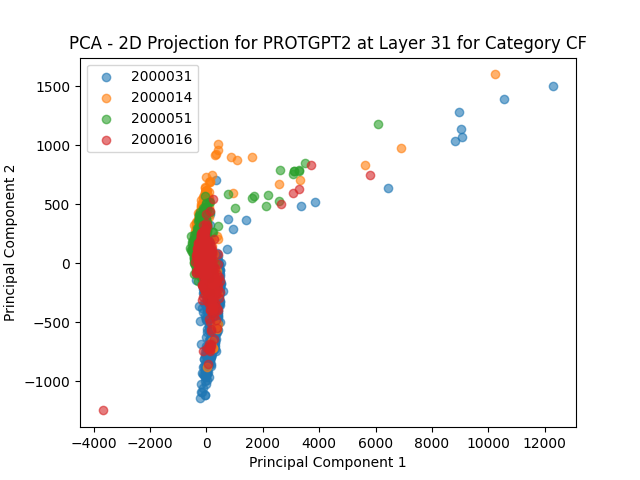 PCA - 2D Projection for PROTGPT2 at Layer 31 for Category CF
2000031
2000014
2000051
2000016
1500
1000
500
0
−500
−1000
Principal Component 2
−4000 −2000 0 2000 4000 6000 8000 10000 12000
Principal Component 1